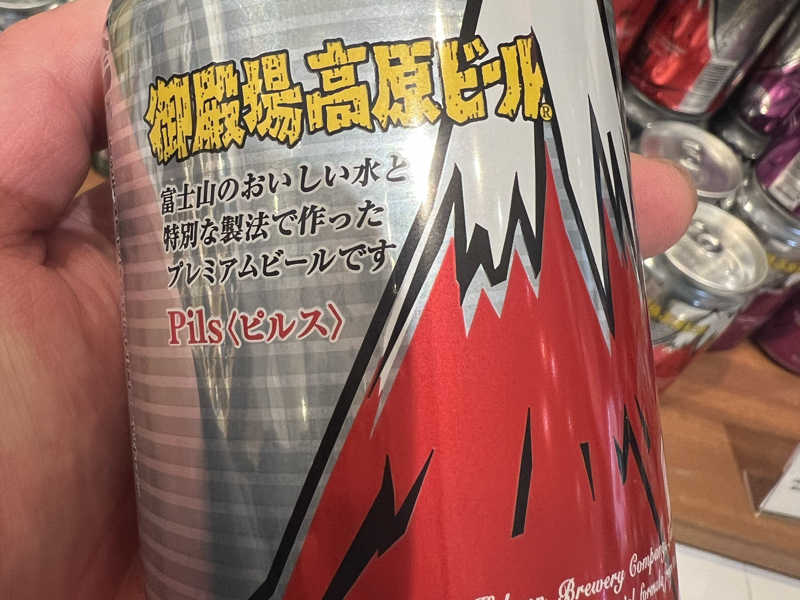 御殿場高原ビール®
富士山のおいしい水と
特別な製法で作った
プレミアムビールです
Pils〈ピルス〉
Brewery Company
formula